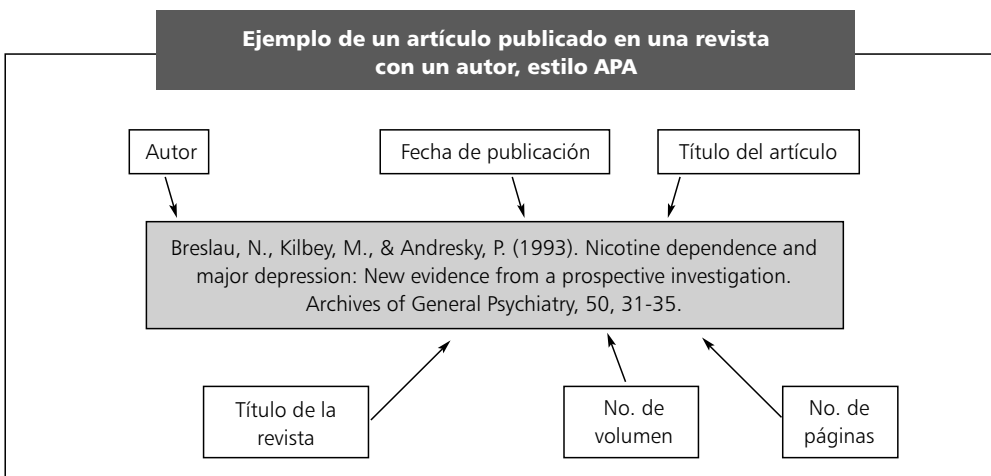 Ejemplo de un artículo publicado en una revista
con un autor, estilo APA
Autor
Fecha de publicación
Título del artículo
Breslau, N., Kilbey, M., & Andresky, P. (1993). Nicotine dependence and
major depression: New evidence from a prospective investigation.
Archives of General Psychiatry, 50, 31-35.
Título de la
revista
No. de
volumen
No. de
páginas